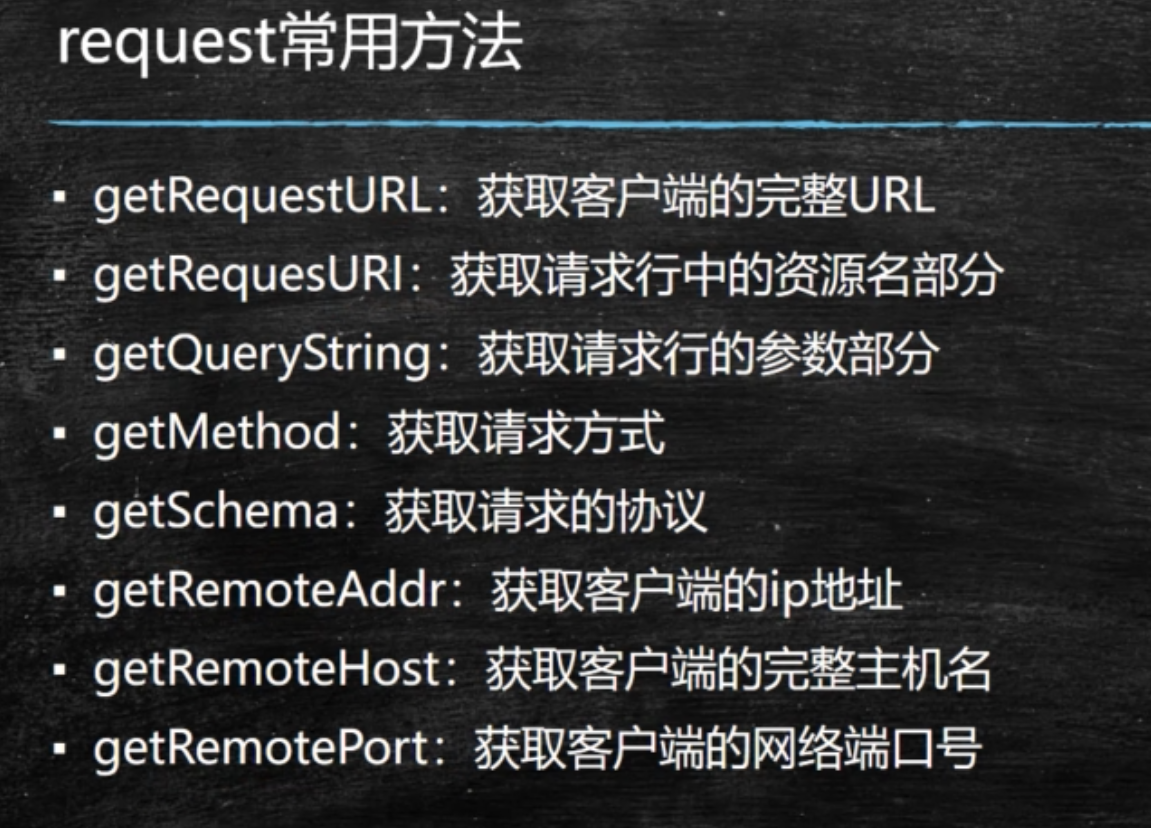 request常用方法
▪ getRequestURL：获取客户端的完整URL
▪ getRequesURI：获取请求行中的资源名部分
▪ getQueryString：获取请求行的参数部分
▪ getMethod：获取请求方式
▪ getSchema：获取请求的协议
▪ getRemoteAddr：获取客户端的ip地址
▪ getRemoteHost：获取客户端的完整主机名
▪ getRemotePort：获取客户端的网络端口号